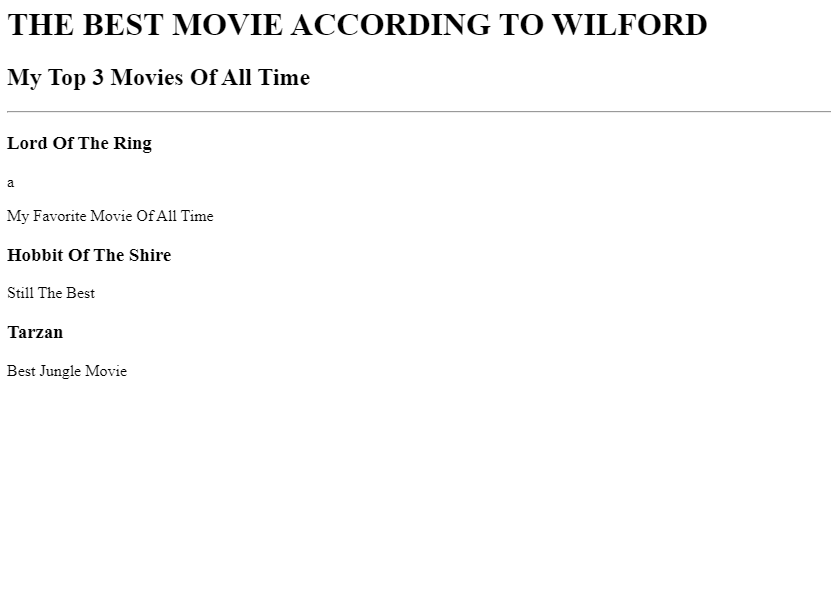 THE BEST MOVIE ACCORDING TO WILFORD
My Top 3 Movies Of All Time
Lord Of The Ring
a
My Favorite Movie Of All Time
Hobbit Of The Shire
Still The Best
Tarzan
Best Jungle Movie